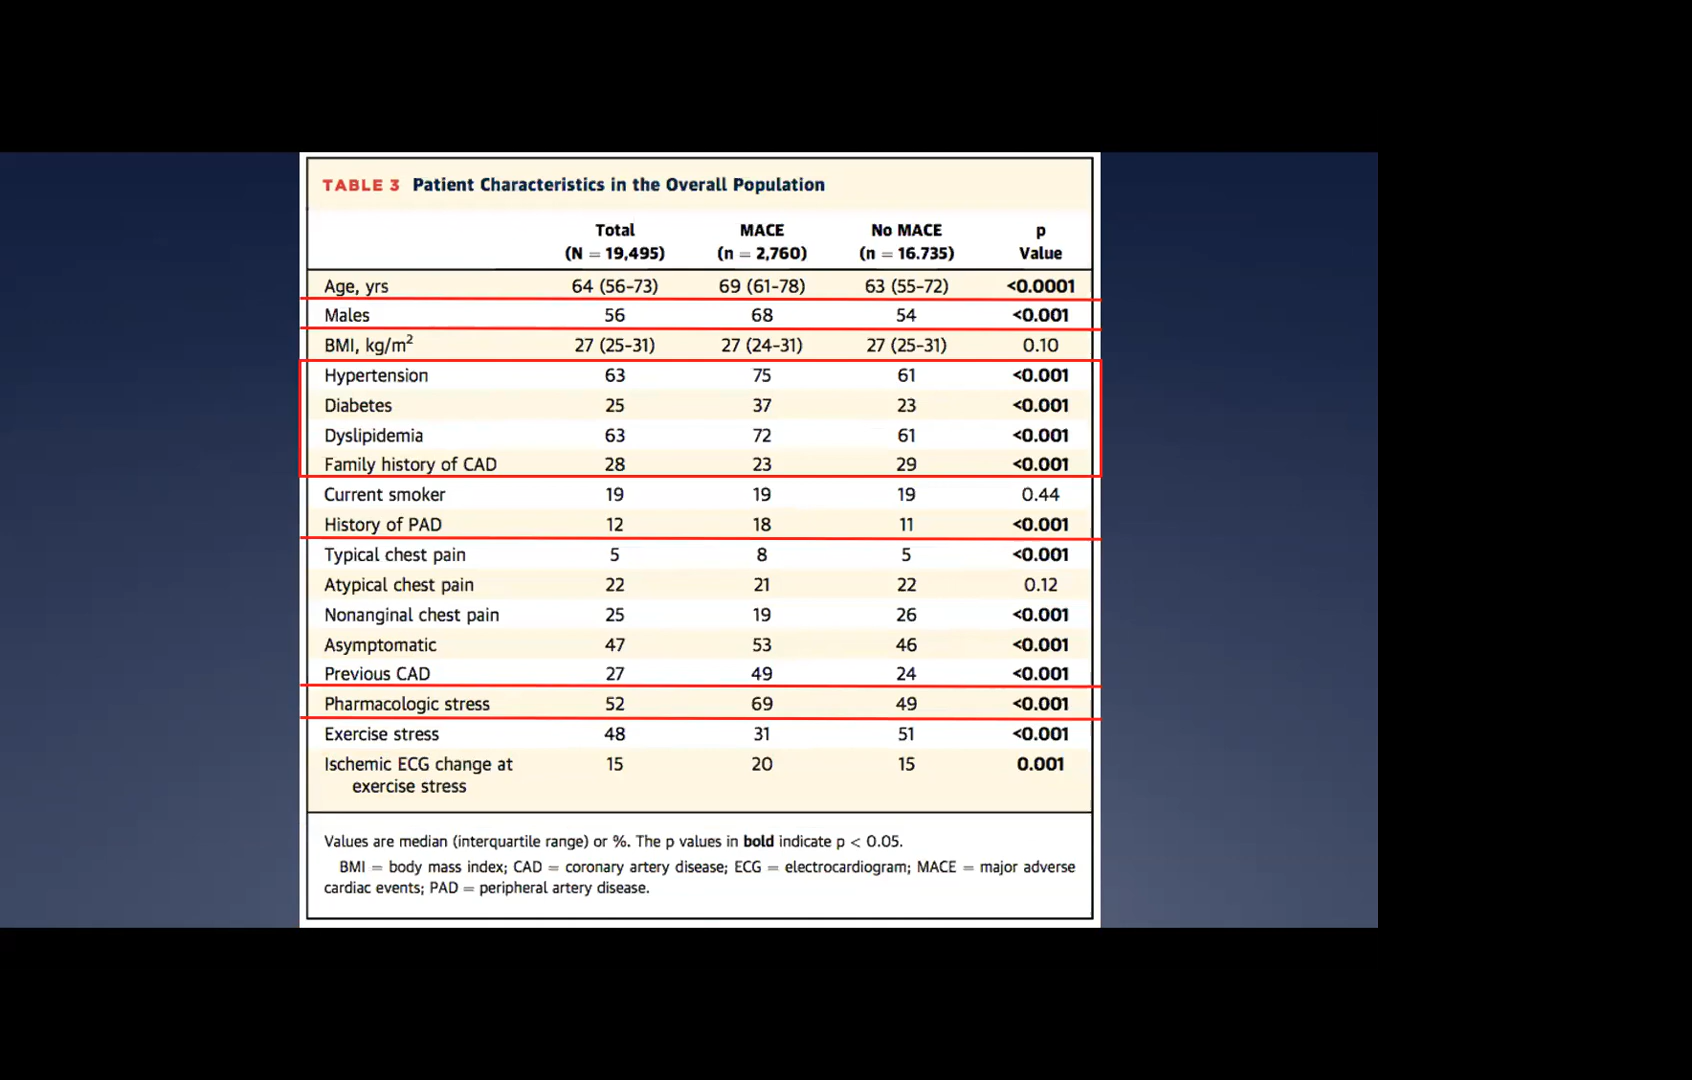 TABLE 3 Patient Characteristics in the Overall Population
Total MACE No MACE p
(N = 19,495) (n = 2,760) (n = 16.735) Value
Age, yrs 64 (56-73) 69 (61-78) 63 (55-72) <0.0001
Males 56 68 54 <0.001
BMI, kg/m² 27 (25-31) 27 (24-31) 27 (25-31) 0.10
Hypertension 63 75 61 <0.001
Diabetes 25 37 23 <0.001
Dyslipidemia 63 72 61 <0.001
Family history of CAD 28 23 29 <0.001
Current smoker 19 19 19 0.44
History of PAD 12 18 11 <0.001
Typical chest pain 5 8 5 <0.001
Atypical chest pain 22 21 22 0.12
Nonanginal chest pain 25 19 26 <0.001
Asymptomatic 47 53 46 <0.001
Previous CAD 27 49 24 <0.001
Pharmacologic stress 52 69 49 <0.001
Exercise stress 48 31 51 <0.001
Ischemic ECG change at 15 20 15 0.001
exercise stress
Values are median (interquartile range) or %. The p values in bold indicate p < 0.05.
BMI = body mass index; CAD = coronary artery disease; ECG = electrocardiogram; MACE = major adverse
cardiac events; PAD = peripheral artery disease.